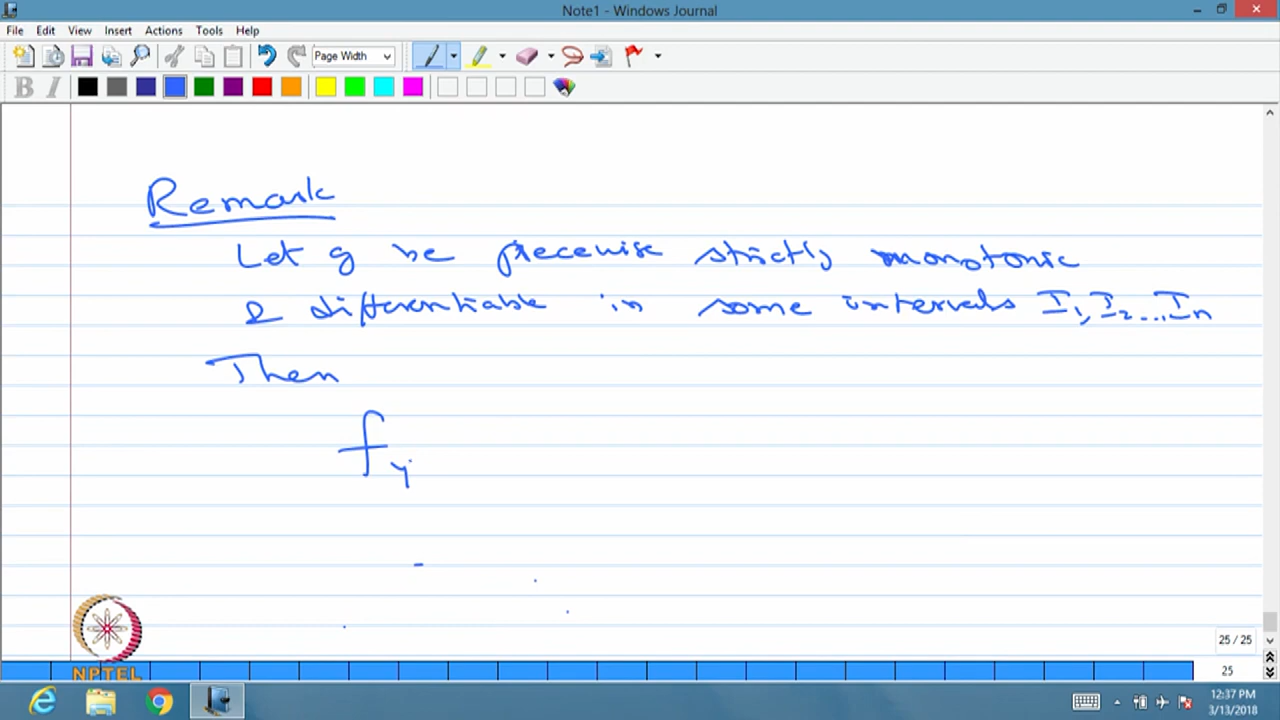 Note1 - Windows Journal
File Edit View Insert Actions Tools Help
Page Width
B I
Remark
Let g be piecewise strictly monotonic
& differentiable in some intervals I1, I2 ... In
Then
fy
25 / 25
NPTEL
25
12:37 PM
3/13/2018